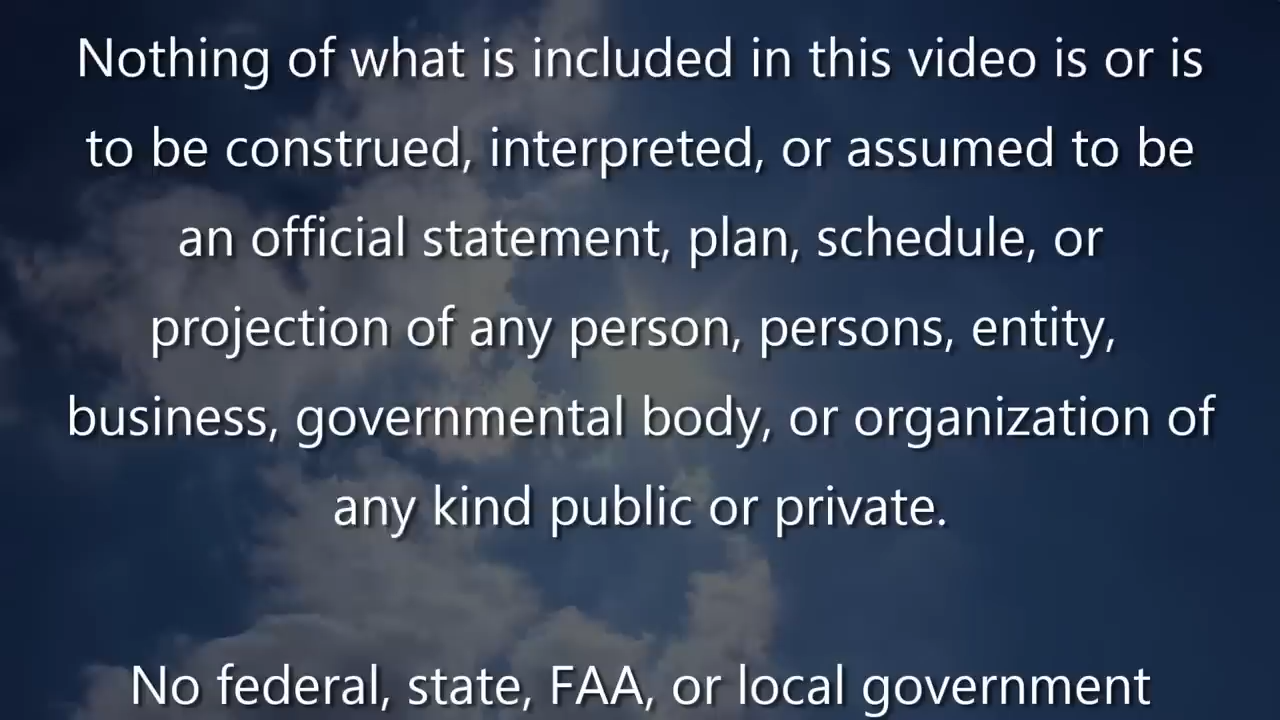 Nothing of what is included in this video is or is
to be construed, interpreted, or assumed to be
an official statement, plan, schedule, or
projection of any person, persons, entity,
business, governmental body, or organization of
any kind public or private.
No federal, state, FAA, or local government